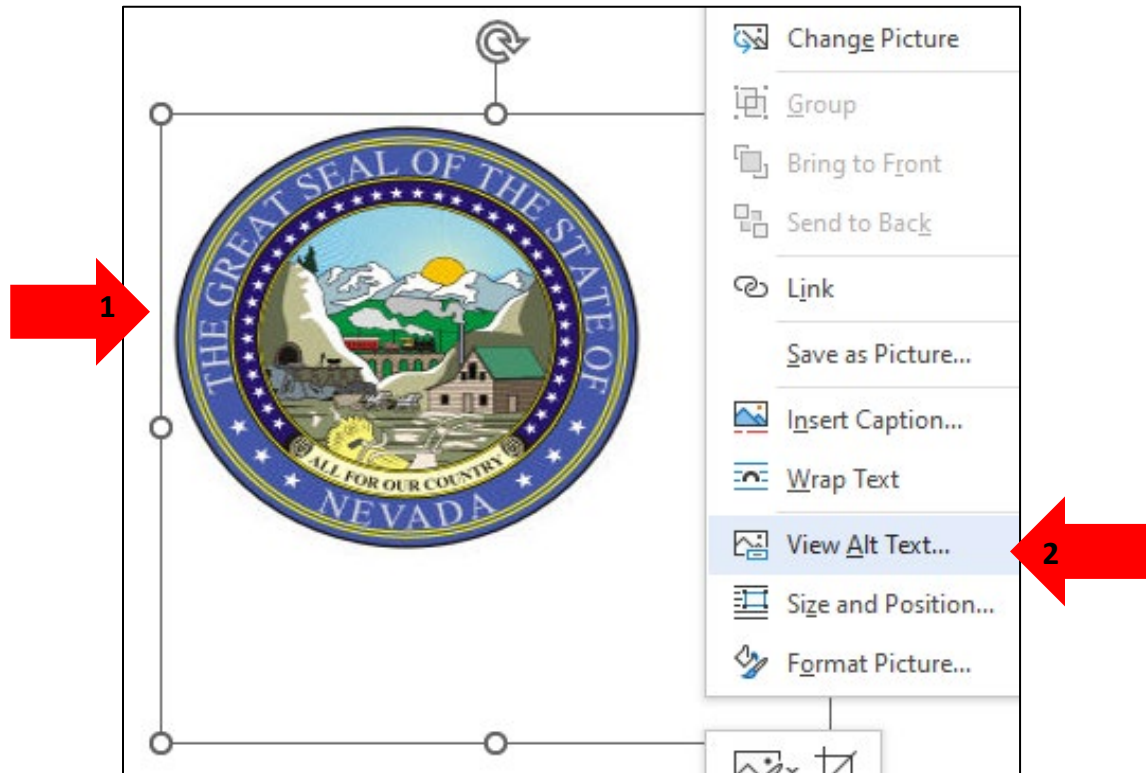 THE GREAT SEAL OF THE STATE OF
NEVADA
ALL FOR OUR COUNTRY
1
Change Picture
Group
Bring to Front
Send to Back
Link
Save as Picture...
Insert Caption...
Wrap Text
View Alt Text...
2
Size and Position...
Format Picture...